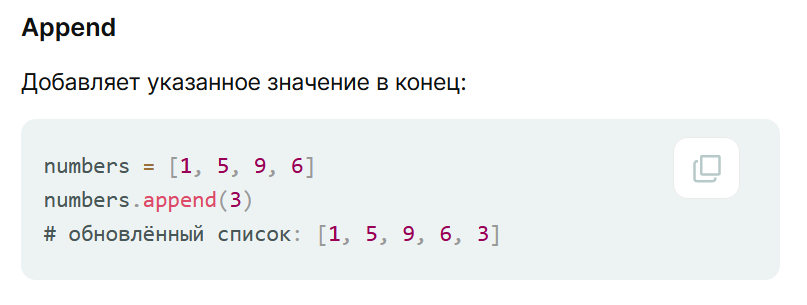 Append
Добавляет указанное значение в конец:
numbers = [1, 5, 9, 6]
numbers.append(3)
# обновлённый список: [1, 5, 9, 6, 3]